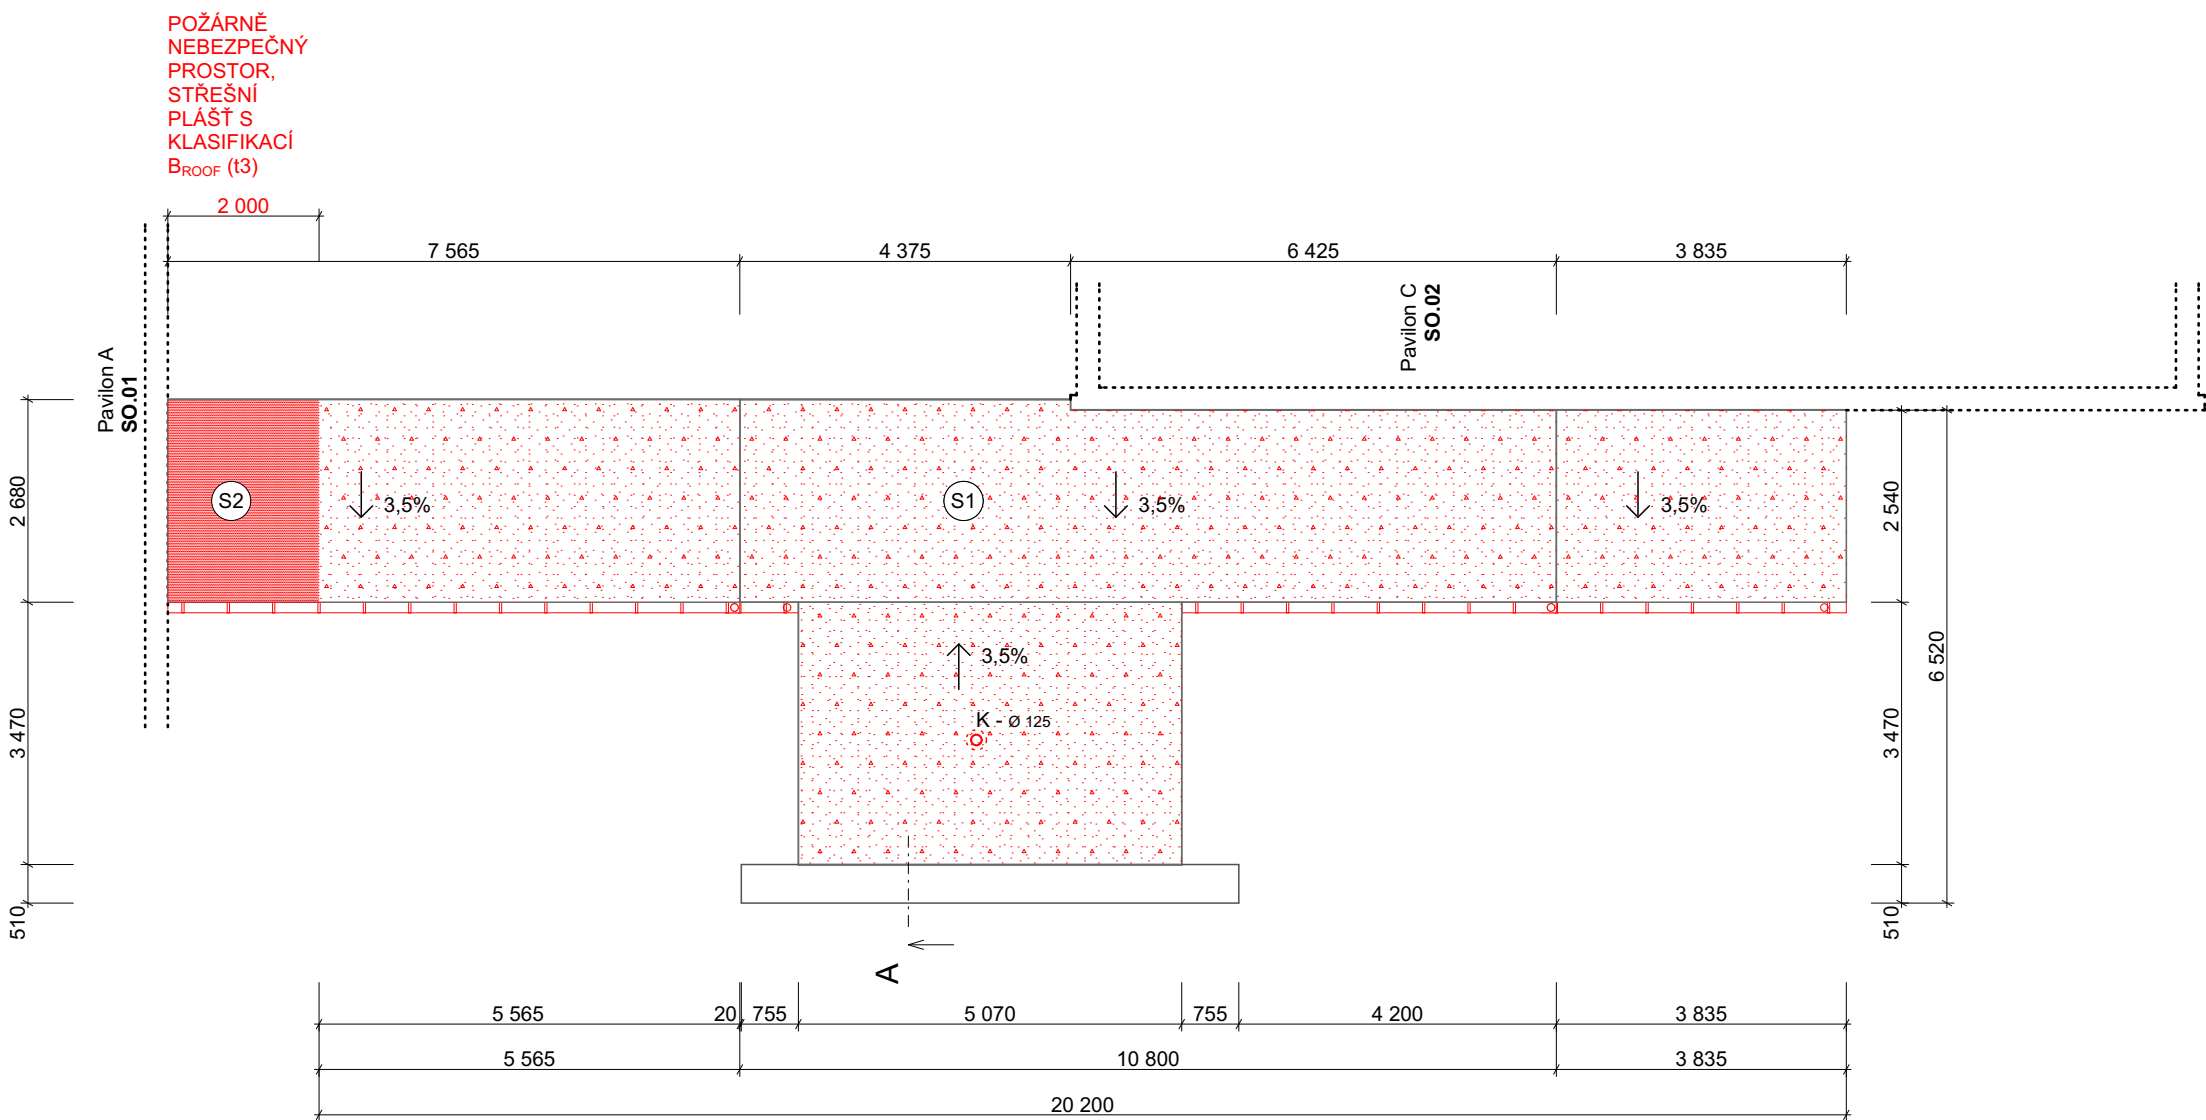 POŽÁRNĚ
NEBEZPEČNÝ
PROSTOR,
STŘEŠNÍ
PLÁŠŤ S
KLASIFIKACÍ
BROOF (t3)
2 000
7 565
4 375
6 425
3 835
Pavilon A
SO.01
Pavilon C
SO.02
2 680
S2
3,5%
S1
3,5%
3,5%
2 540
3 470
3,5%
K - Ø 125
3 470
6 520
510
510
A
5 565
20
755
5 070
755
4 200
3 835
5 565
10 800
3 835
20 200